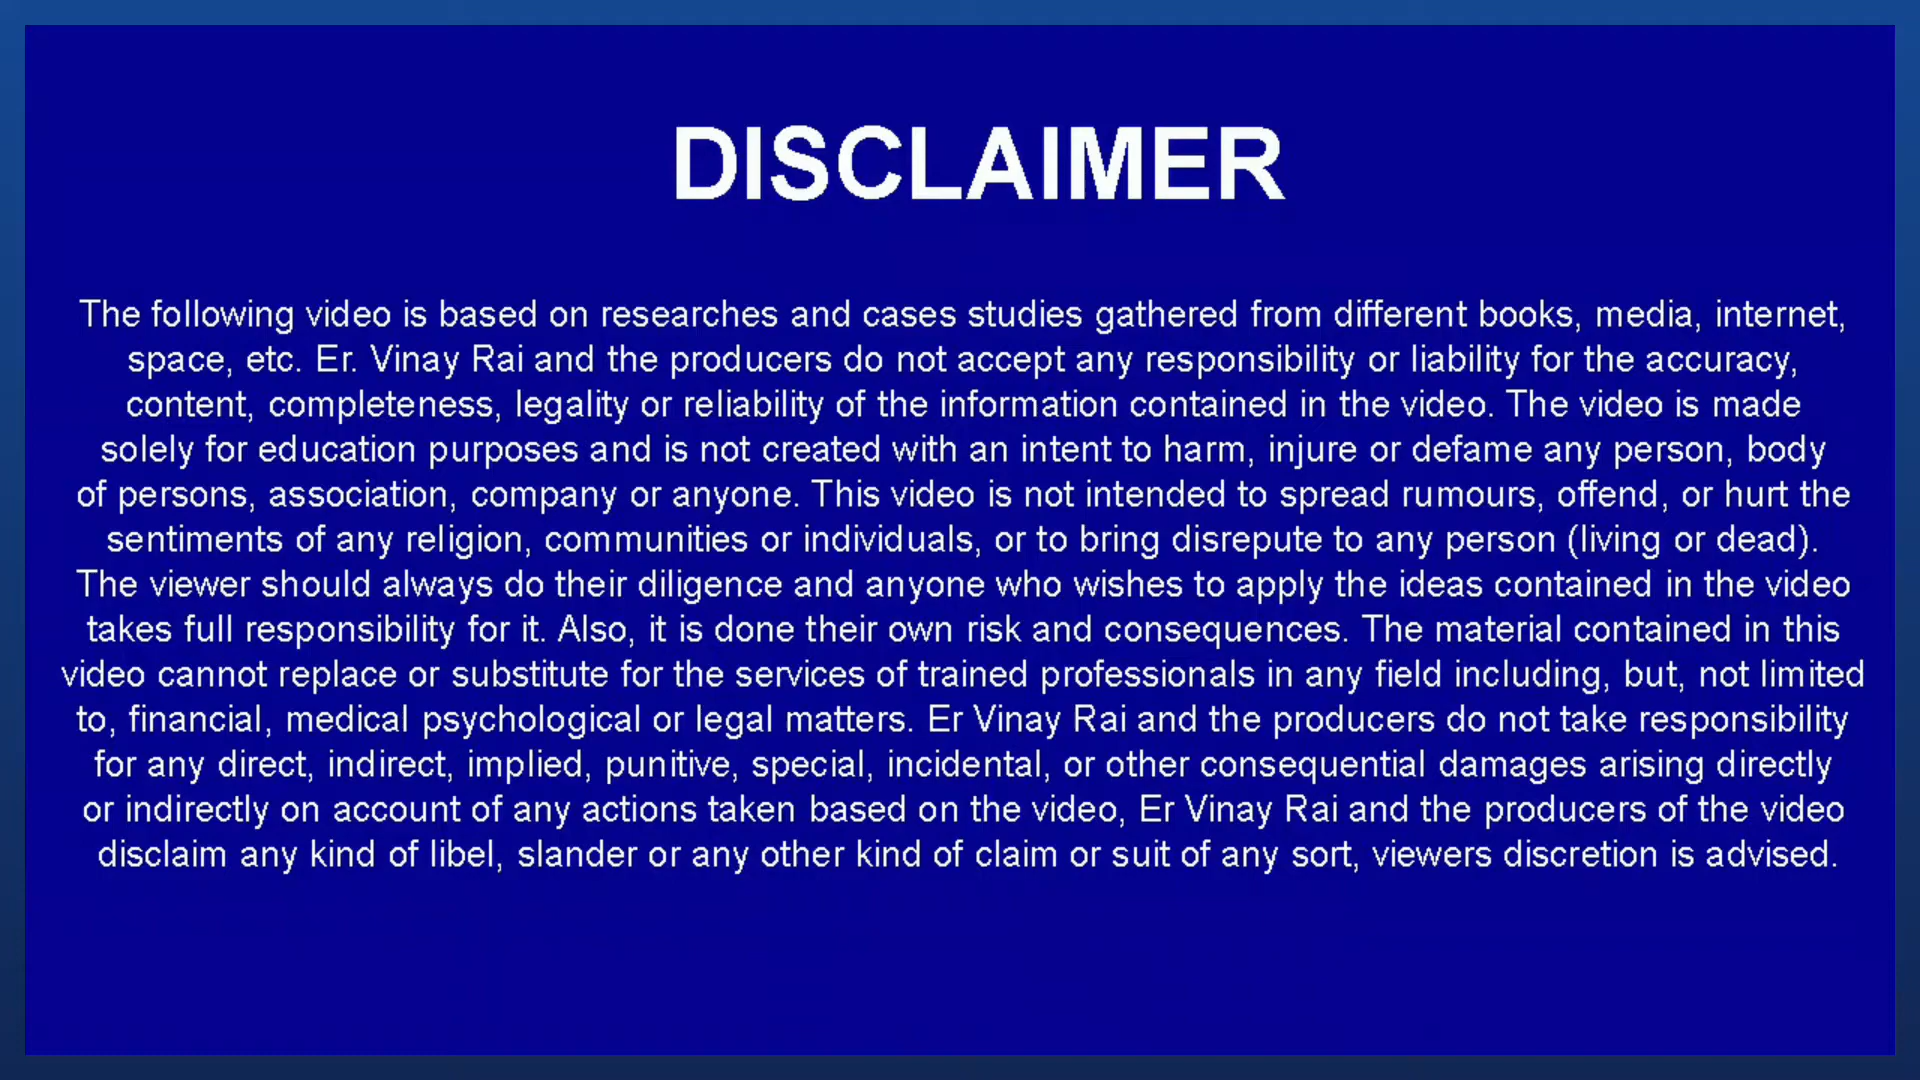 DISCLAIMER
The following video is based on researches and cases studies gathered from different books, media, internet,
space, etc. Er. Vinay Rai and the producers do not accept any responsibility or liability for the accuracy,
content, completeness, legality or reliability of the information contained in the video. The video is made
solely for education purposes and is not created with an intent to harm, injure or defame any person, body
of persons, association, company or anyone. This video is not intended to spread rumours, offend, or hurt the
sentiments of any religion, communities or individuals, or to bring disrepute to any person (living or dead).
The viewer should always do their diligence and anyone who wishes to apply the ideas contained in the video
takes full responsibility for it. Also, it is done their own risk and consequences. The material contained in this
video cannot replace or substitute for the services of trained professionals in any field including, but, not limited
to, financial, medical psychological or legal matters. Er Vinay Rai and the producers do not take responsibility
for any direct, indirect, implied, punitive, special, incidental, or other consequential damages arising directly
or indirectly on account of any actions taken based on the video, Er Vinay Rai and the producers of the video
disclaim any kind of libel, slander or any other kind of claim or suit of any sort, viewers discretion is advised.